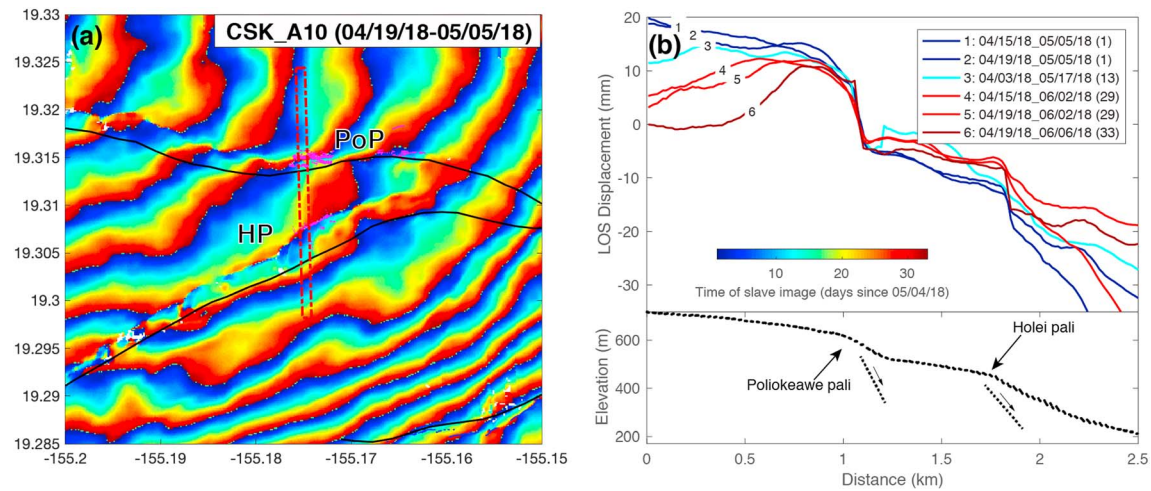 (a)
CSK_A10 (04/19/18-05/05/18)
PoP
HP
19.33
19.325
19.32
19.315
19.31
19.305
19.3
19.295
19.29
19.285
-155.2
-155.19
-155.18
-155.17
-155.16
-155.15
(b)
20
10
0
-10
-20
-30
LOS Displacement (mm)
1
2
3
4
5
6
1: 04/15/18_05/05/18 (1)
2: 04/19/18_05/05/18 (1)
3: 04/03/18_05/17/18 (13)
4: 04/15/18_06/02/18 (29)
5: 04/19/18_06/02/18 (29)
6: 04/19/18_06/06/18 (33)
10
20
30
Time of slave image (days since 05/04/18)
Elevation (m)
600
400
200
Poliokeawe pali
Holei pali
0
0.5
1.0
1.5
2.0
2.5
Distance (km)